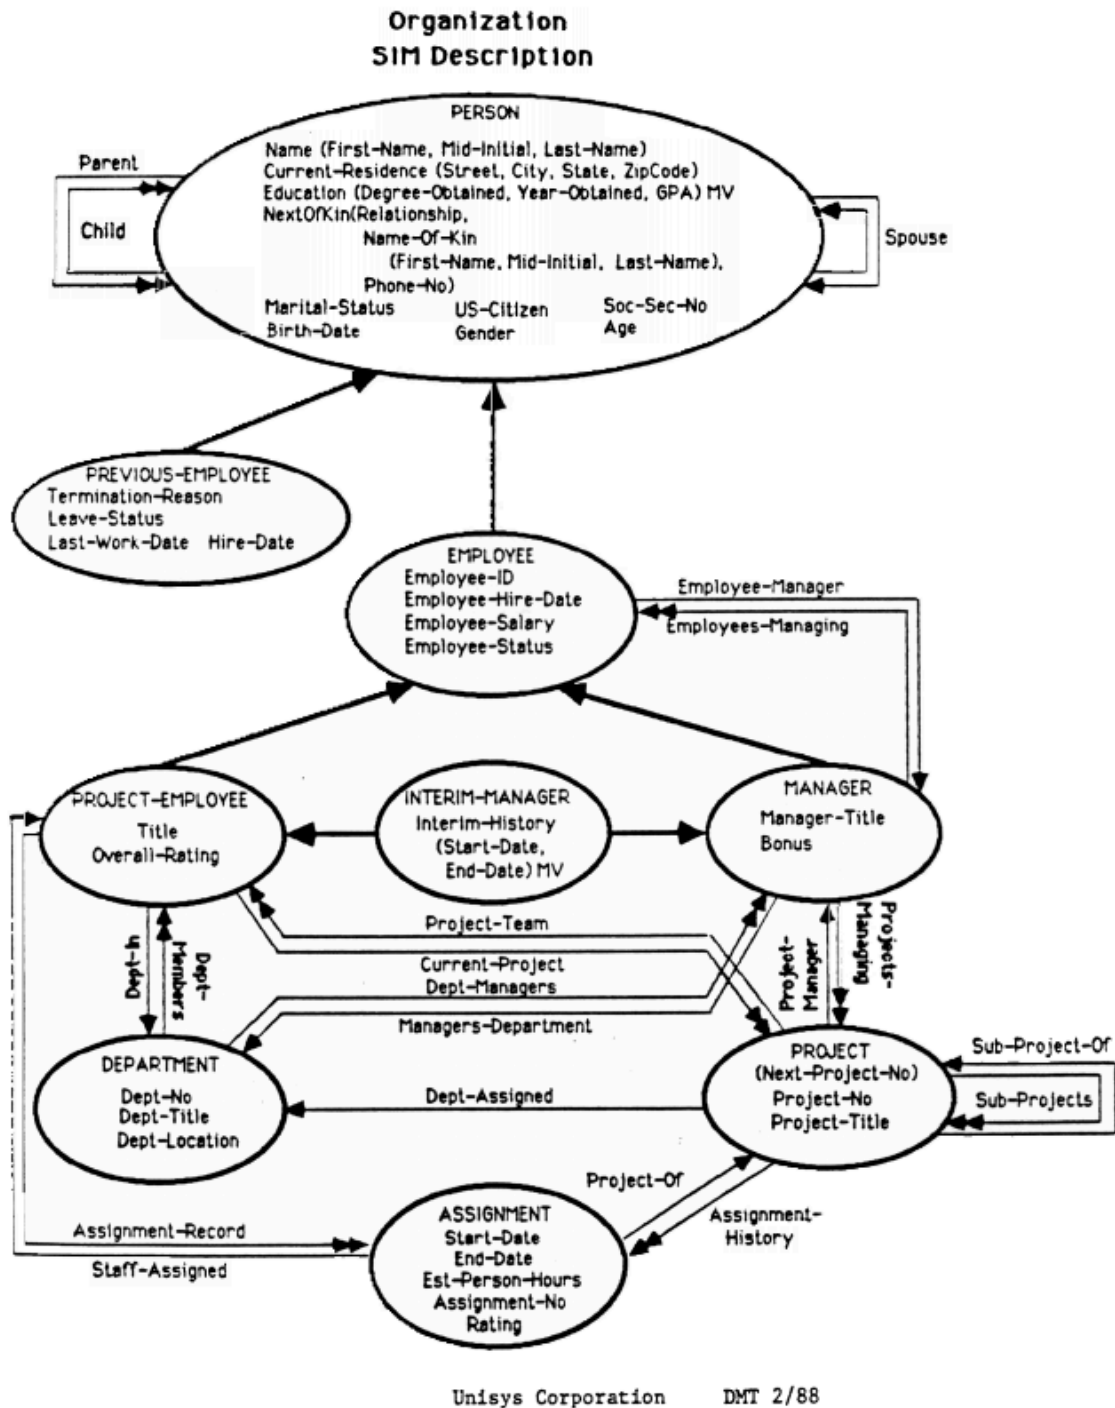 Organization
SIM Description
PERSON
Name (First-Name, Mid-Initial, Last-Name)
Current-Residence (Street, City, State, ZipCode)
Education (Degree-Obtained, Year-Obtained, GPA) MV
NextOfKin(Relationship,
Name-Of-Kin
(First-Name, Mid-Initial, Last-Name),
Phone-No)
Marital-Status US-Citizen Soc-Sec-No
Birth-Date Gender Age
Parent
Child
Spouse
PREVIOUS-EMPLOYEE
Termination-Reason
Leave-Status
Last-Work-Date Hire-Date
EMPLOYEE
Employee-ID
Employee-Hire-Date
Employee-Salary
Employee-Status
Employee-Manager
Employees-Managing
PROJECT-EMPLOYEE
Title
Overall-Rating
INTERIM-MANAGER
Interim-History
(Start-Date,
End-Date) MV
MANAGER
Manager-Title
Bonus
Project-Team
Current-Project
Dept-Managers
Managers-Department
Dept-In
Dept-
Members
Project-
Manager
Projects-
Managing
DEPARTMENT
Dept-No
Dept-Title
Dept-Location
Dept-Assigned
PROJECT
(Next-Project-No)
Project-No
Project-Title
Sub-Project-Of
Sub-Projects
Project-Of
Assignment-
History
Assignment-Record
Staff-Assigned
ASSIGNMENT
Start-Date
End-Date
Est-Person-Hours
Assignment-No
Rating
Unisys Corporation DMT 2/88